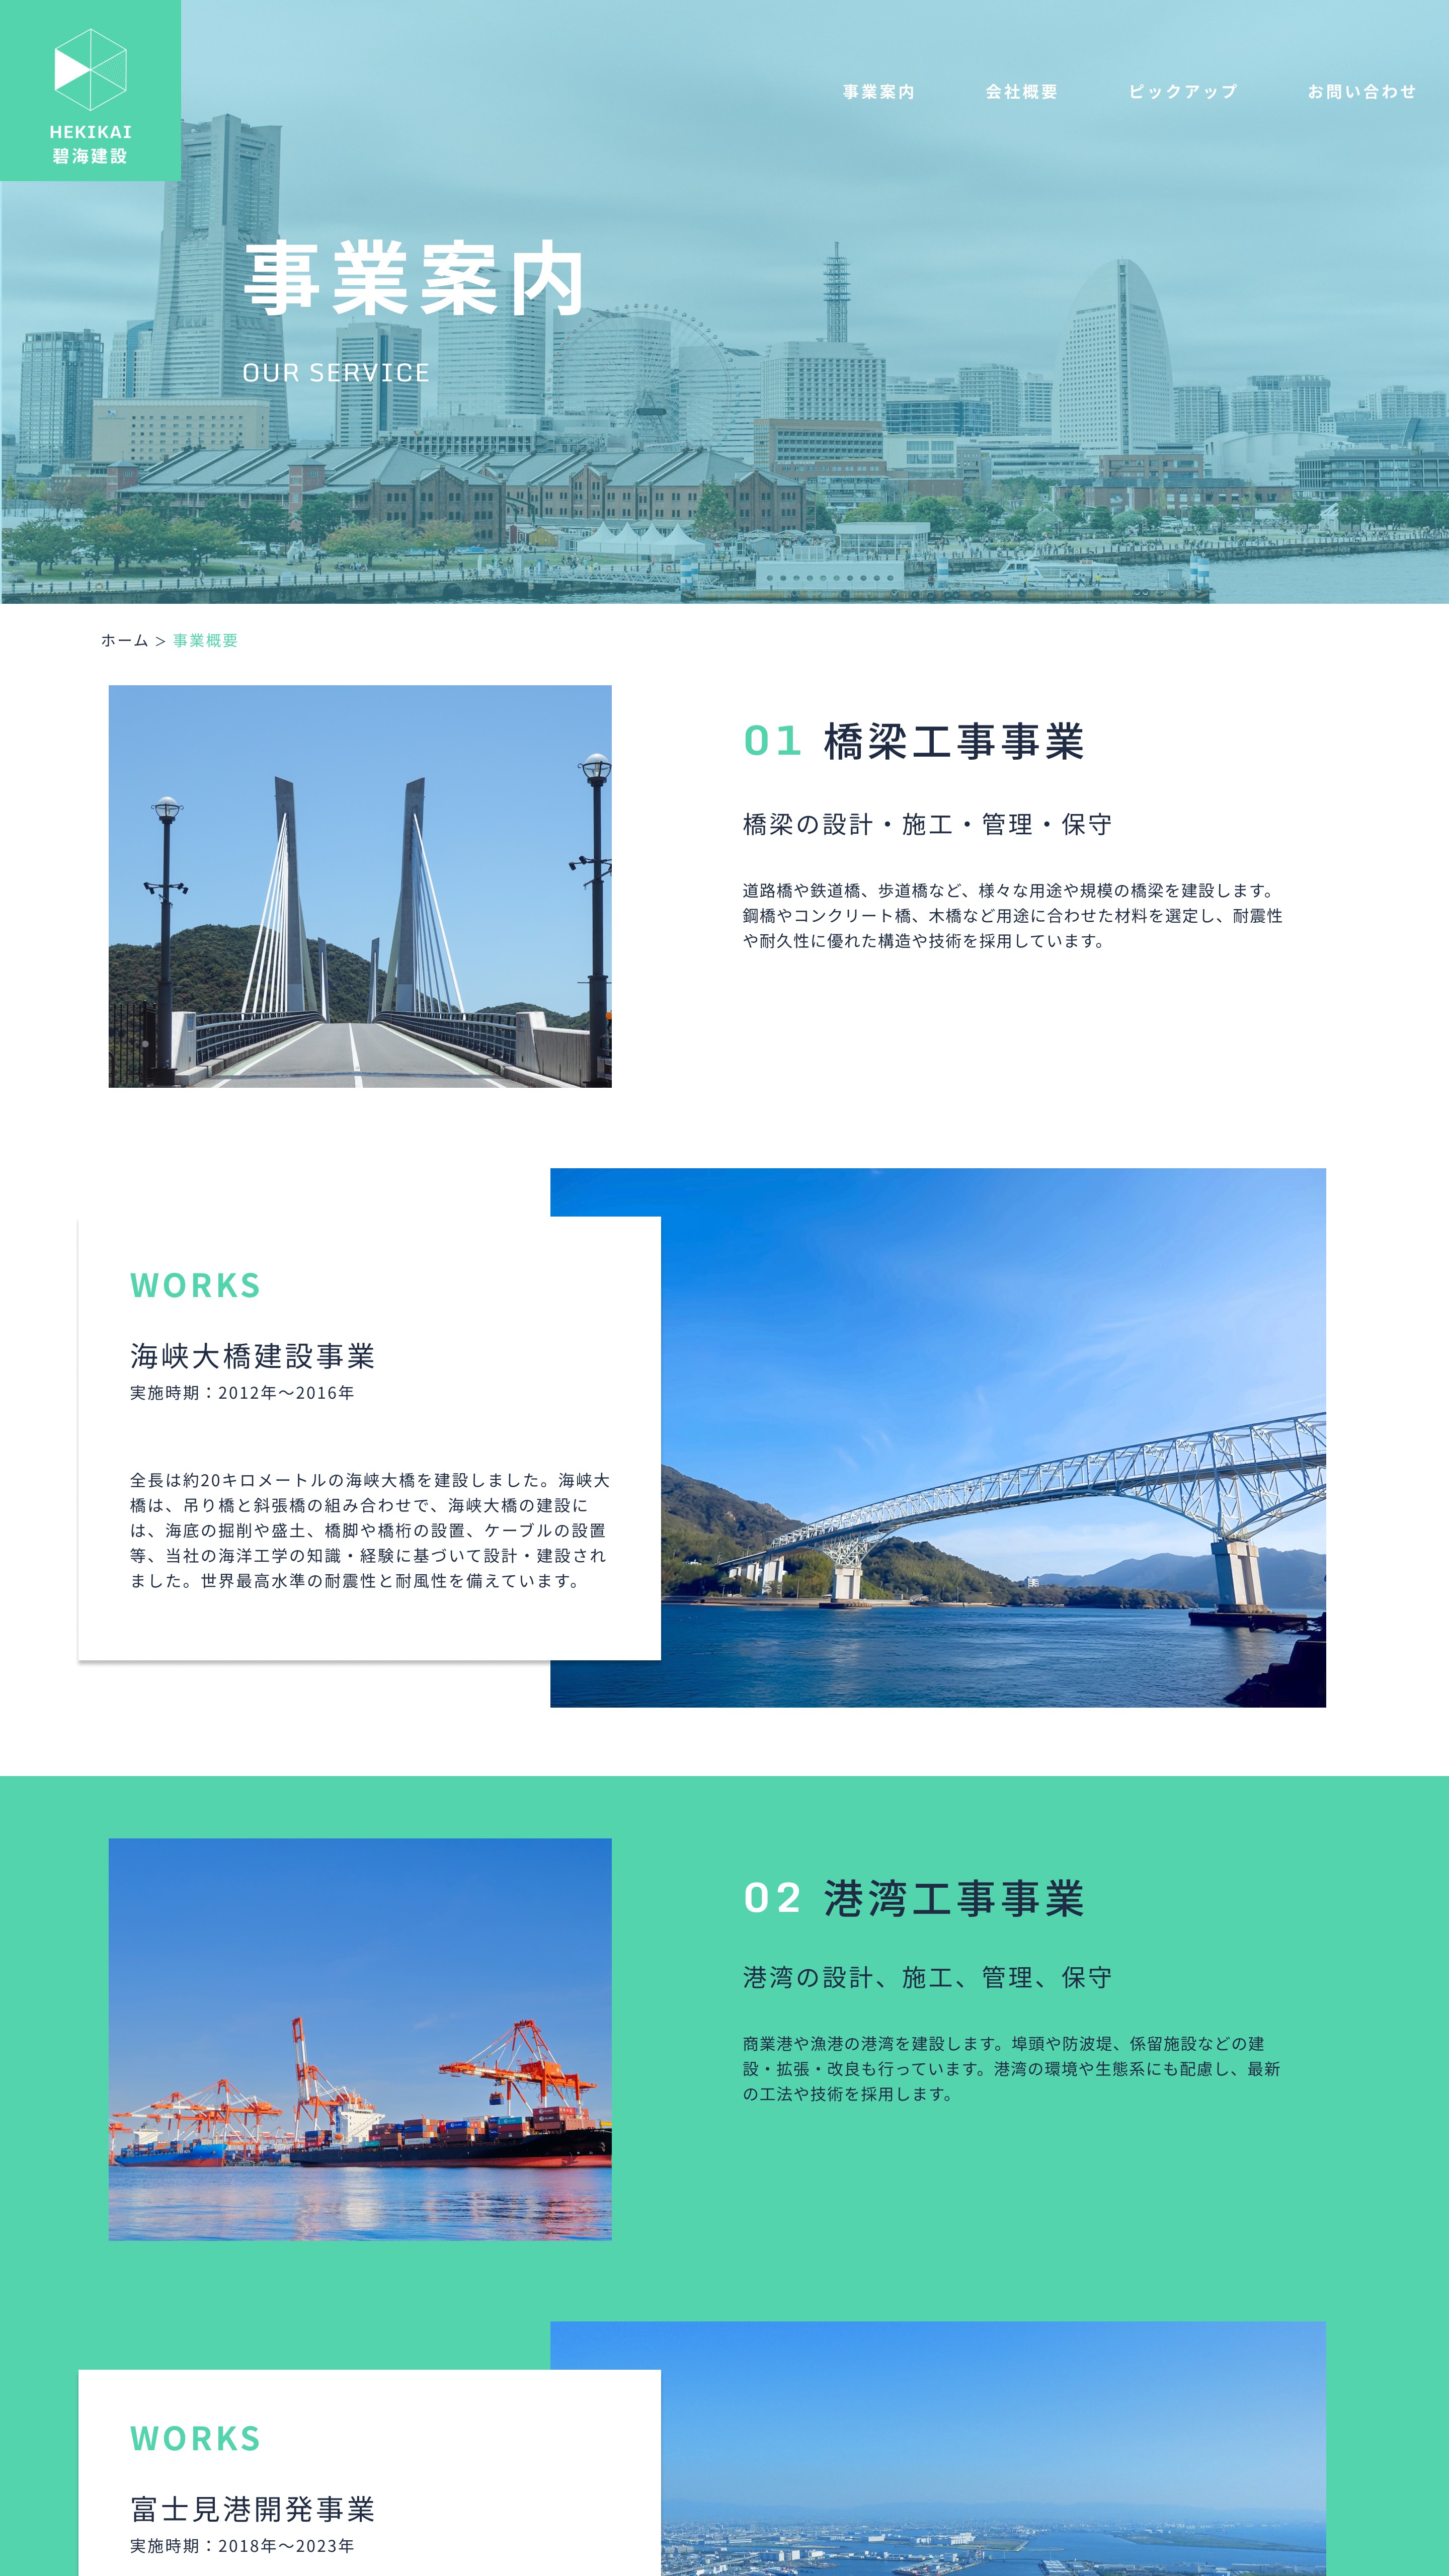 HEKIKAI
碧海建設
事業案内 会社概要 ピックアップ お問い合わせ
事業案内
OUR SERVICE
ホーム > 事業概要
01 橋梁工事事業
橋梁の設計・施工・管理・保守
道路橋や鉄道橋、歩道橋など、様々な用途や規模の橋梁を建設します。
鋼橋やコンクリート橋、木橋など用途に合わせた材料を選定し、耐震性
や耐久性に優れた構造や技術を採用しています。
WORKS
海峡大橋建設事業
実施時期：2012年〜2016年
全長は約20キロメートルの海峡大橋を建設しました。海峡大
橋は、吊り橋と斜張橋の組み合わせで、海峡大橋の建設に
は、海底の掘削や盛土、橋脚や橋桁の設置、ケーブルの設置
等、当社の海洋工学の知識・経験に基づいて設計・建設され
ました。世界最高水準の耐震性と耐風性を備えています。
02 港湾工事事業
港湾の設計、施工、管理、保守
商業港や漁港の港湾を建設します。埠頭や防波堤、係留施設などの建
設・拡張・改良も行っています。港湾の環境や生態系にも配慮し、最新
の工法や技術を採用します。
WORKS
富士見港開発事業
実施時期：2018年〜2023年